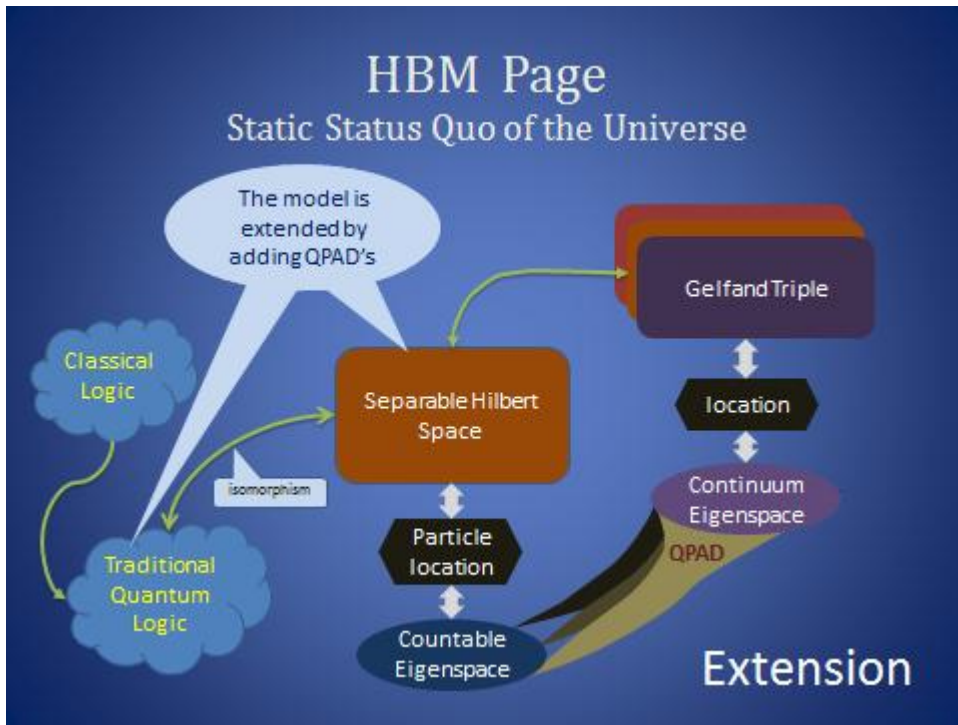 HBM Page
Static Status Quo of the Universe
The model is
extended by
adding QPAD's
Gelfand Triple
Classical
Logic
Separable Hilbert
Space
location
isomorphism
Continuum
Eigenspace
Particle
location
QPAD
Traditional
Quantum
Logic
Countable
Eigenspace
Extension